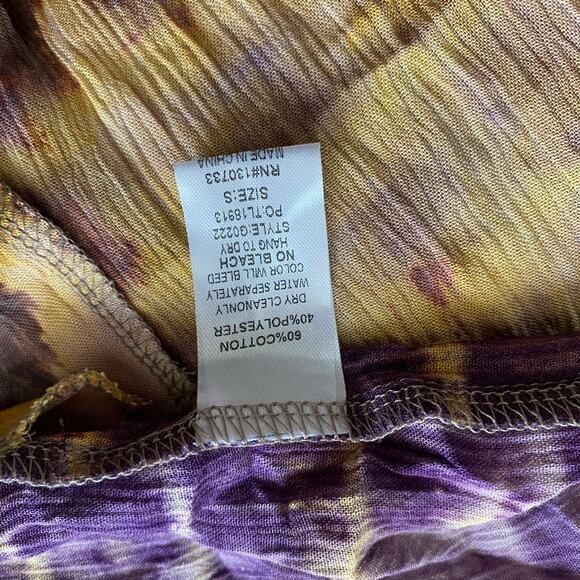 60%COTTON
40%POLYESTER
DRY CLEANONLY
WATER SEPARATELY
COLOR WILL BLEED
NO BLEACH
HANG TO DRY
STYLE:G0222
PO:TL18913
SIZE:S
RN#130733
MADE IN CHINA